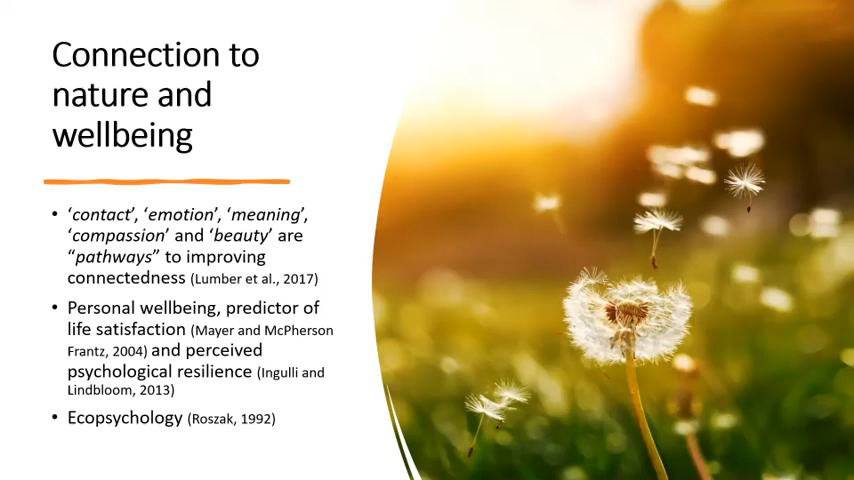 Connection to
nature and
wellbeing
• ‘contact’, ‘emotion’, ‘meaning’,
‘compassion’ and ‘beauty’ are
“pathways” to improving
connectedness (Lumber et al., 2017)
• Personal wellbeing, predictor of
life satisfaction (Mayer and McPherson
Frantz, 2004) and perceived
psychological resilience (Ingulli and
Lindbloom, 2013)
• Ecopsychology (Roszak, 1992)